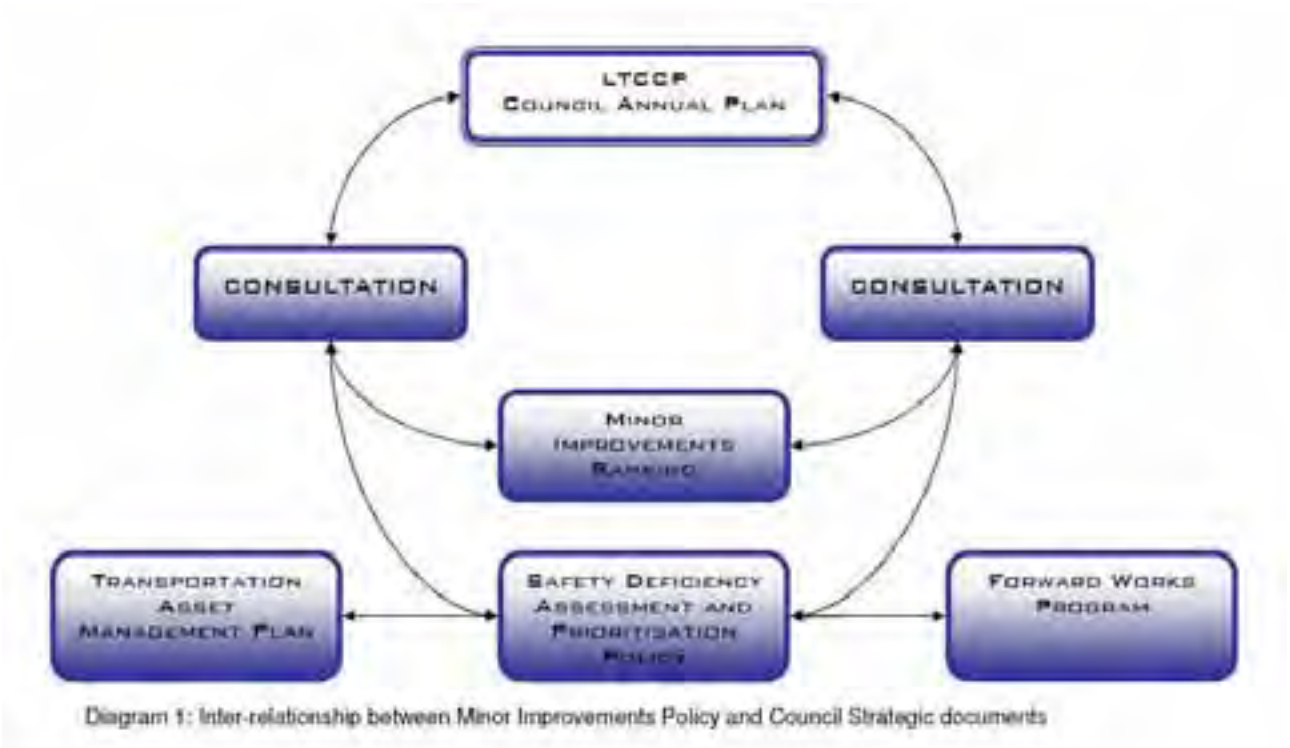 LTCCP
COUNCIL ANNUAL PLAN
CONSULTATION
CONSULTATION
MINOR
IMPROVEMENTS
RANKING
TRANSPORTATION
ASSET
MANAGEMENT PLAN
SAFETY DEFICIENCY
ASSESSMENT AND
PRIORITISATION
POLICY
FORWARD WORKS
PROGRAM
Diagram 1: Inter-relationship between Minor Improvements Policy and Council Strategic documents